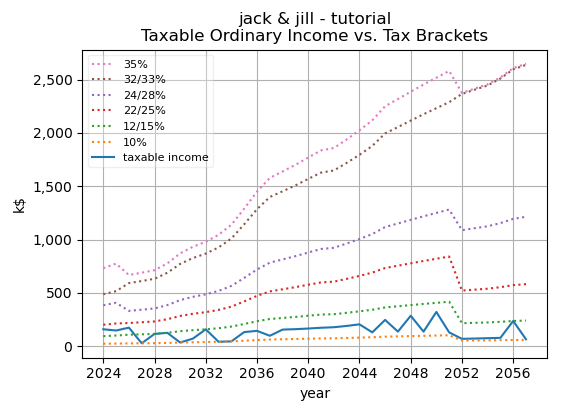 jack & jill - tutorial
Taxable Ordinary Income vs. Tax Brackets
35%
32/33%
24/28%
22/25%
12/15%
10%
taxable income
2,500
2,000
1,500
1,000
500
0
k$
2024 2028 2032 2036 2040 2044 2048 2052 2056
year